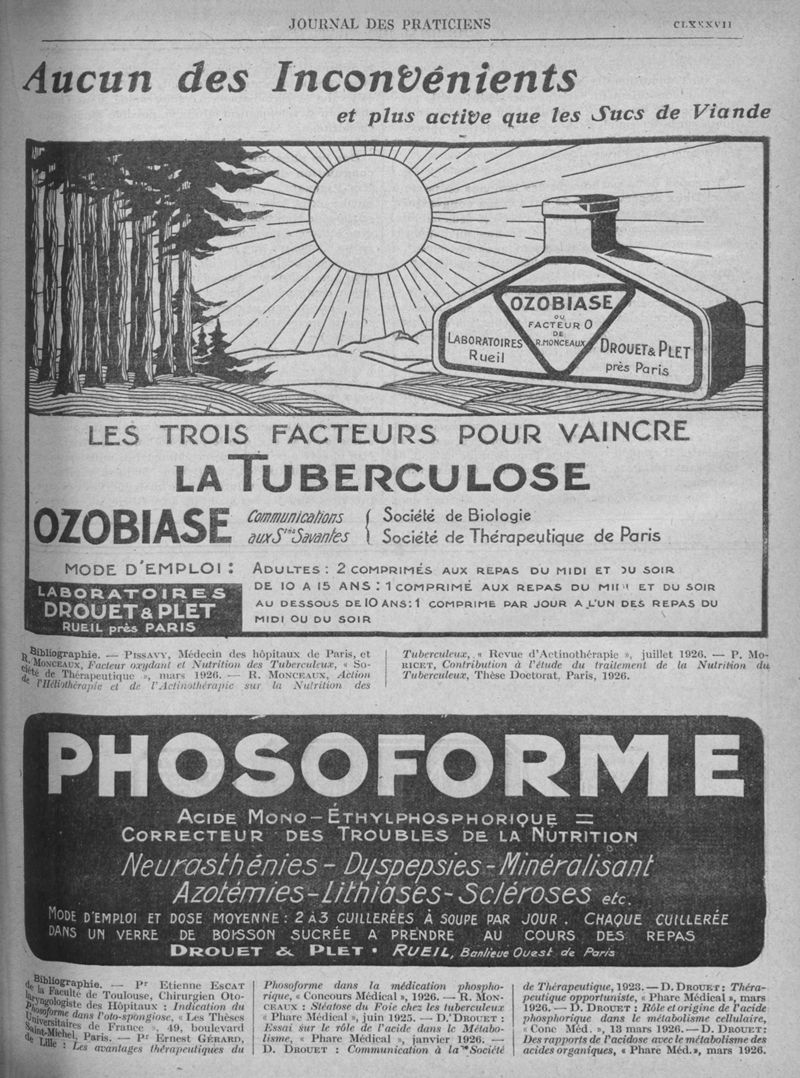 JOURNAL DES PRATICIENS
CLXXXVII
Aucun des Inconvénients
et plus active que les Sucs de Viande
OZOBIASE
OU
FACTEUR O
DE
R. MONCEAUX
LABORATOIRES
Rueil
DROUET & PLET
près Paris
LES TROIS FACTEURS POUR VAINCRE
LA TUBERCULOSE
OZOBIASE
Communications
aux Stés Savantes
Société de Biologie
Société de Thérapeutique de Paris
MODE D'EMPLOI :
LABORATOIRES
DROUET & PLET
RUEIL près PARIS
ADULTES : 2 COMPRIMÉS AUX REPAS DU MIDI ET DU SOIR
DE 10 A 15 ANS : 1 COMPRIMÉ AUX REPAS DU MIDI ET DU SOIR
AU DESSOUS DE 10 ANS : 1 COMPRIME PAR JOUR A L'UN DES REPAS DU
MIDI OU DU SOIR
Bibliographie. — PISSAVY, Médecin des hôpitaux de Paris, et
R. MONCEAUX, Facteur oxydant et Nutrition des Tuberculeux, « So-
ciété de Thérapeutique », mars 1926. — R. MONCEAUX, Action
de l'Héliothérapie et de l'Actinothérapie sur la Nutrition des
Tuberculeux, « Revue d'Actinothérapie », juillet 1926. — P. Mo-
RICET, Contribution à l'étude du traitement de la Nutrition du
Tuberculeux, Thèse Doctorat, Paris, 1926.
PHOSOFORME
ACIDE MONO-ÉTHYLPHOSPHORIQUE =
CORRECTEUR DES TROUBLES DE LA NUTRITION
Neurasthénies - Dyspepsies - Minéralisant
Azotémies - Lithiases - Scléroses etc.
MODE D'EMPLOI ET DOSE MOYENNE : 2 À 3 CUILLERÉES À SOUPE PAR JOUR. CHAQUE CUILLERÉE
DANS UN VERRE DE BOISSON SUCRÉE A PRENDRE AU COURS DES REPAS
DROUET & PLET • RUEIL, Banlieue Ouest de Paris
Bibliographie. — Pr Etienne ESCAT
de la Faculté de Toulouse, Chirurgien Oto-
laryngologiste des Hôpitaux : Indication du
Phosoforme dans l'oto-spongiose, « Les Thèses
Universitaires de France », 49, boulevard
Saint-Michel, Paris. — Pr Ernest GÉRARD,
de Lille : Les avantages thérapeutiques du
Phosoforme dans la médication phospho-
rique, « Concours Médical », 1926. — R. MON-
CEAUX : Stéatose du Foie chez les tuberculeux
« Phare Médical », juin 1925. — D. DROUET :
Essai sur le rôle de l'acide dans le Métabo-
lisme, « Phare Médical », janvier 1926. —
D. DROUET : Communication à la Société
de Thérapeutique, 1923. — D. DROUET : Théra-
peutique opportuniste, « Phare Médical », mars
1926. — D. DROUET : Rôle et origine de l'acide
phosphorique dans le métabolisme cellulaire,
« Conc Méd. », 13 mars 1926. — D. DROUET :
Des rapports de l'acidose avec le métabolisme des
acides organiques, « Phare Méd. », mars 1926.